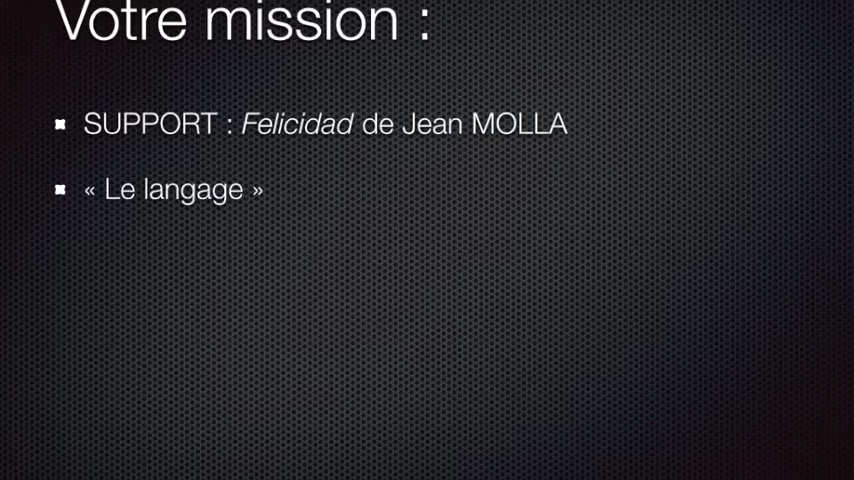 Votre mission :
SUPPORT : Felicidad de Jean MOLLA
« Le langage »